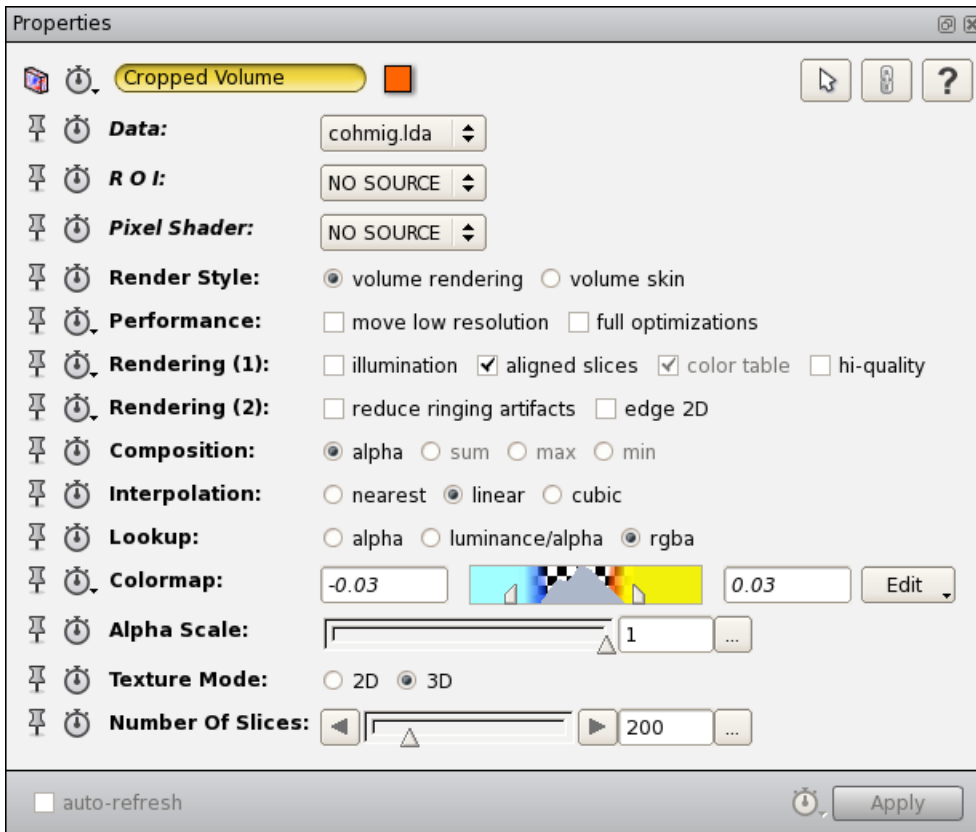 Properties
Cropped Volume ?
Data: cohmig.lda
R O I: NO SOURCE
Pixel Shader: NO SOURCE
Render Style: volume rendering volume skin
Performance: move low resolution full optimizations
Rendering (1): illumination aligned slices color table hi-quality
Rendering (2): reduce ringing artifacts edge 2D
Composition: alpha sum max min
Interpolation: nearest linear cubic
Lookup: alpha luminance/alpha rgba
Colormap: -0.03 0.03 Edit
Alpha Scale: 1 ...
Texture Mode: 2D 3D
Number Of Slices: 200 ...
auto-refresh Apply